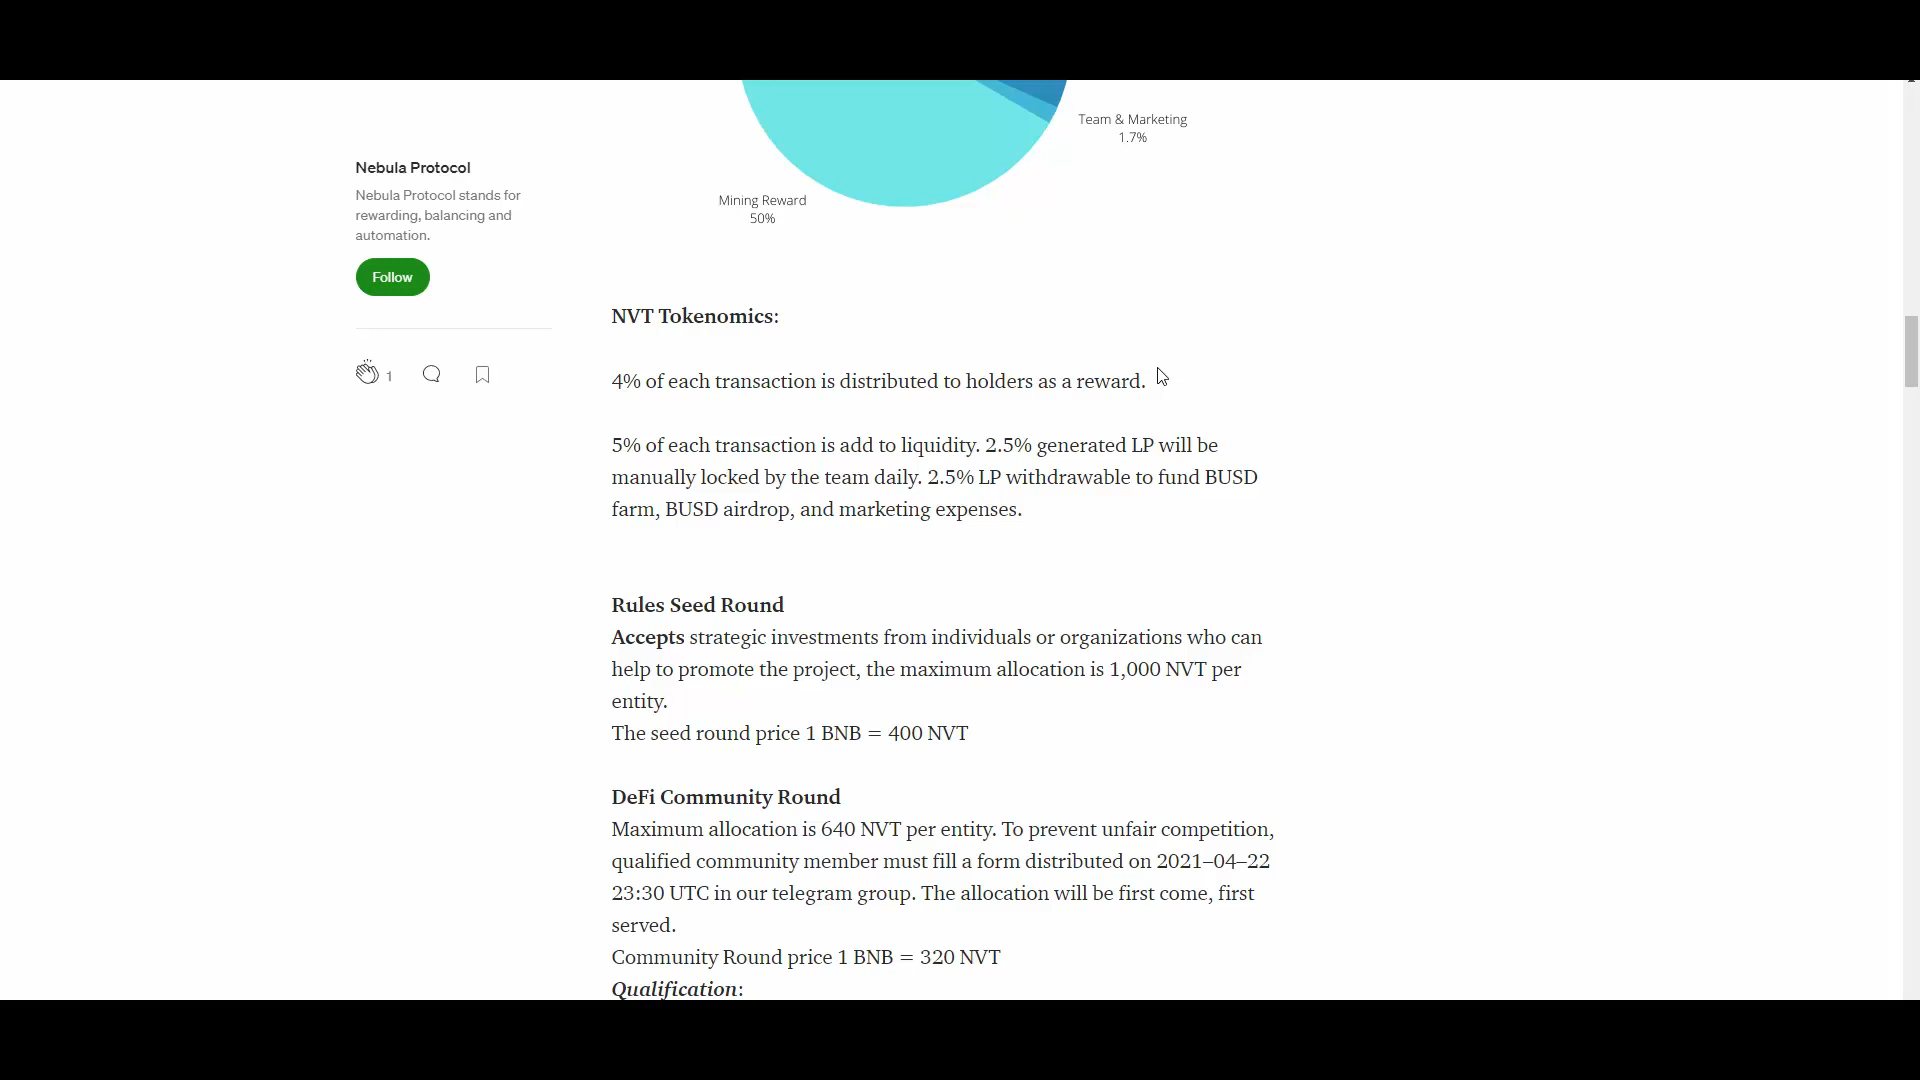 Team & Marketing
1.7%
Nebula Protocol
Nebula Protocol stands for
rewarding, balancing and
automation.
Follow
1
Mining Reward
50%
NVT Tokenomics:
4% of each transaction is distributed to holders as a reward.
5% of each transaction is add to liquidity. 2.5% generated LP will be
manually locked by the team daily. 2.5% LP withdrawable to fund BUSD
farm, BUSD airdrop, and marketing expenses.
Rules Seed Round
Accepts strategic investments from individuals or organizations who can
help to promote the project, the maximum allocation is 1,000 NVT per
entity.
The seed round price 1 BNB = 400 NVT
DeFi Community Round
Maximum allocation is 640 NVT per entity. To prevent unfair competition,
qualified community member must fill a form distributed on 2021–04–22
23:30 UTC in our telegram group. The allocation will be first come, first
served.
Community Round price 1 BNB = 320 NVT
Qualification: